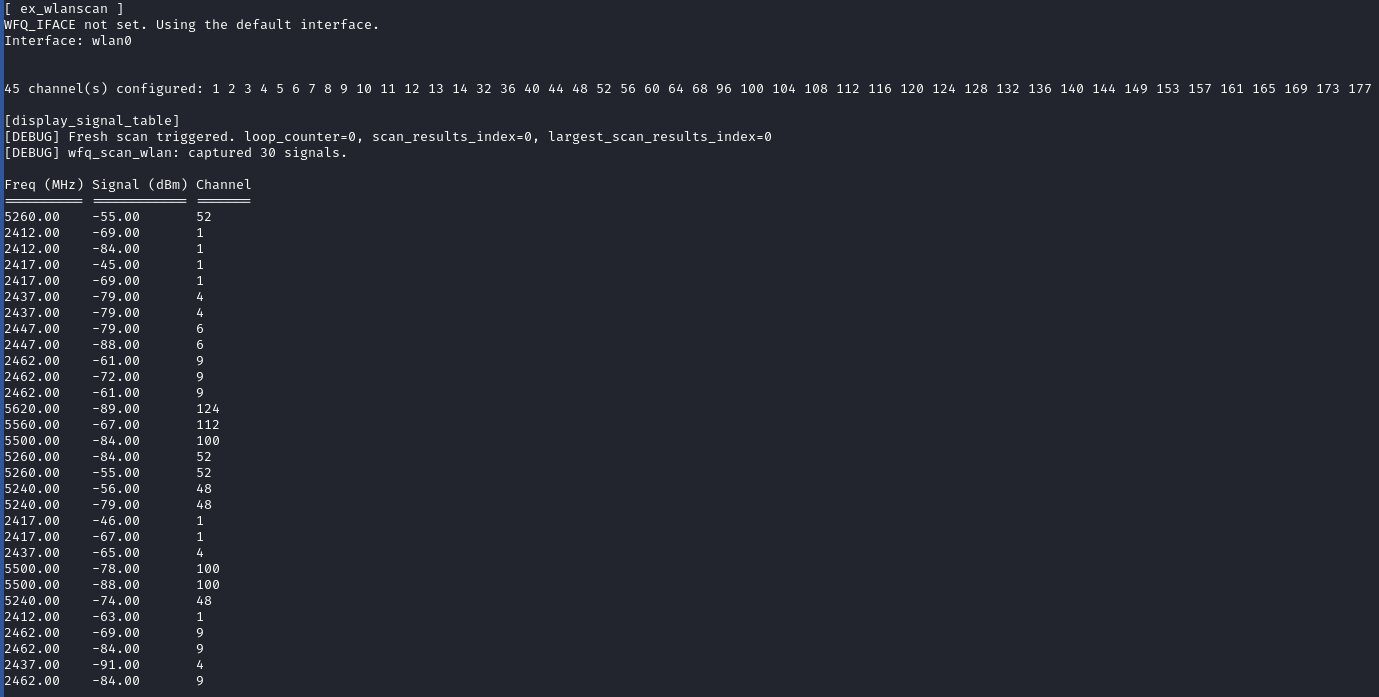 [ ex_wlanscan ]
WFQ_IFACE not set. Using the default interface.
Interface: wlan0
45 channel(s) configured: 1 2 3 4 5 6 7 8 9 10 11 12 13 14 32 36 40 44 48 52 56 60 64 68 96 100 104 108 112 116 120 124 128 132 136 140 144 149 153 157 161 165 169 173 177
[display_signal_table]
[DEBUG] Fresh scan triggered. loop_counter=0, scan_results_index=0, largest_scan_results_index=0
[DEBUG] wfq_scan_wlan: captured 30 signals.
Freq (MHz) Signal (dBm) Channel
========== ============ =======
5260.00    -55.00       52
2412.00    -69.00       1
2412.00    -84.00       1
2417.00    -45.00       1
2417.00    -69.00       1
2437.00    -79.00       4
2437.00    -79.00       4
2447.00    -79.00       6
2447.00    -88.00       6
2462.00    -61.00       9
2462.00    -72.00       9
2462.00    -61.00       9
5620.00    -89.00       124
5560.00    -67.00       112
5500.00    -84.00       100
5260.00    -84.00       52
5260.00    -55.00       52
5240.00    -56.00       48
5240.00    -79.00       48
2417.00    -46.00       1
2417.00    -67.00       1
2437.00    -65.00       4
5500.00    -78.00       100
5500.00    -88.00       100
5240.00    -74.00       48
2412.00    -63.00       1
2462.00    -69.00       9
2462.00    -84.00       9
2437.00    -91.00       4
2462.00    -84.00       9